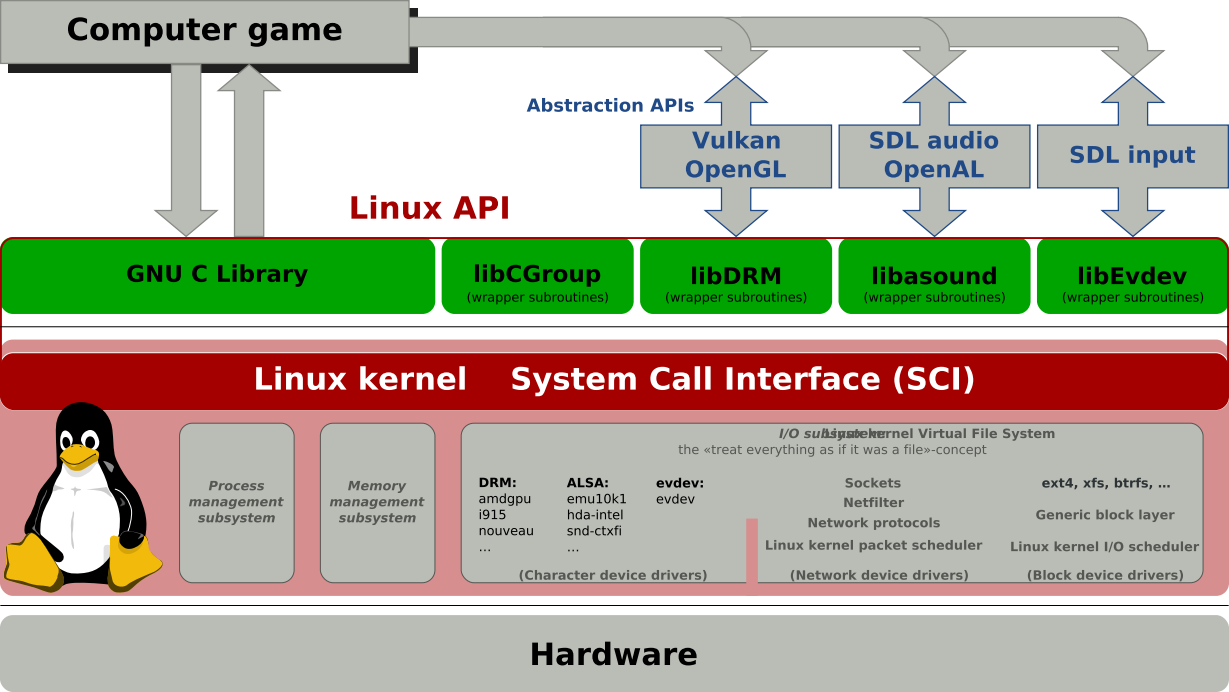 Computer game
Abstraction APIs
Vulkan
OpenGL
SDL audio
OpenAL
SDL input
Linux API
GNU C Library
libCGroup
(wrapper subroutines)
libDRM
(wrapper subroutines)
libasound
(wrapper subroutines)
libEvdev
(wrapper subroutines)
Linux kernel System Call Interface (SCI)
Process
management
subsystem
Memory
management
subsystem
I/O subsystem:
Linux kernel Virtual File System
the «treat everything as if it was a file»-concept
DRM:
amdgpu
i915
nouveau
...
ALSA:
emu10k1
hda-intel
snd-ctxfi
...
evdev:
evdev
(Character device drivers)
Sockets
Netfilter
Network protocols
Linux kernel packet scheduler
(Network device drivers)
ext4, xfs, btrfs, ...
Generic block layer
Linux kernel I/O scheduler
(Block device drivers)
Hardware